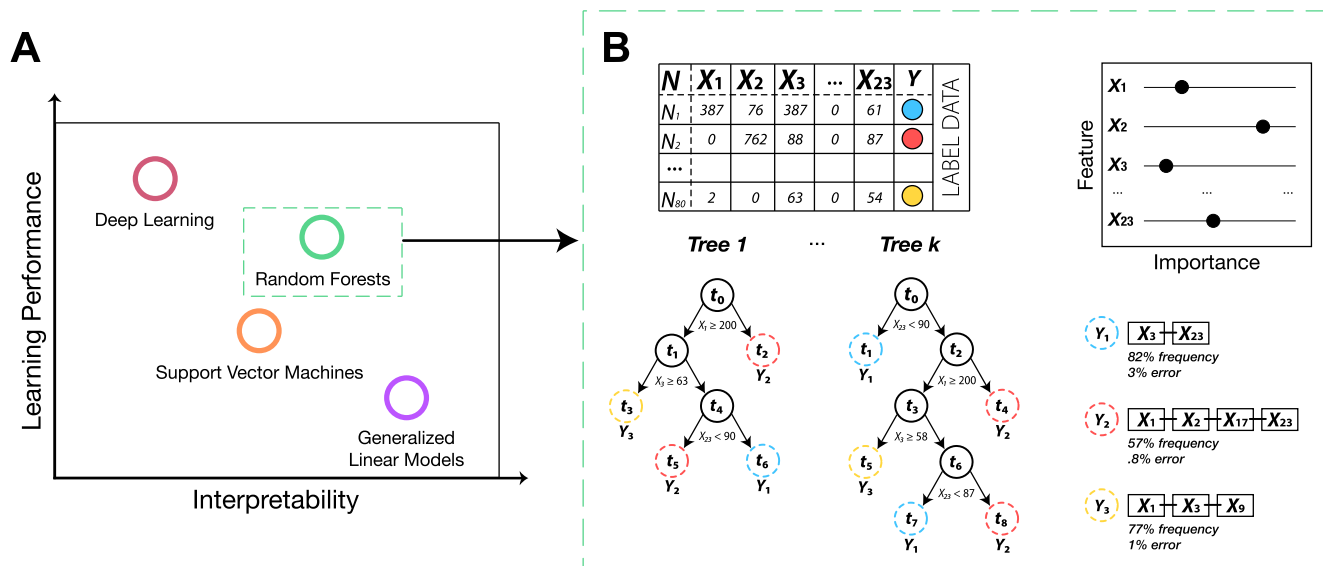 A
Learning Performance
Deep Learning
Random Forests
Support Vector Machines
Generalized
Linear Models
Interpretability
B
N X1 X2 X3 ... X23 Y
N1 387 76 387 0 61
N2 0 762 88 0 87
...
N80 2 0 63 0 54
LABEL DATA
Tree 1 ... Tree k
t0
X1 ≥ 200
t1
t2
Y2
X3 ≥ 63
t3
Y3
t4
X23 < 90
t5
Y2
t6
Y1
t0
X23 < 90
t1
Y1
t2
X1 ≥ 200
t3
t4
Y2
X3 ≥ 58
t5
Y3
t6
X23 < 87
t7
Y1
t8
Y2
Feature
X1
X2
X3
... ... ...
X23
Importance
Y1 X3 X23
82% frequency
3% error
Y2 X1 X2 X17 X23
57% frequency
.8% error
Y3 X1 X3 X9
77% frequency
1% error